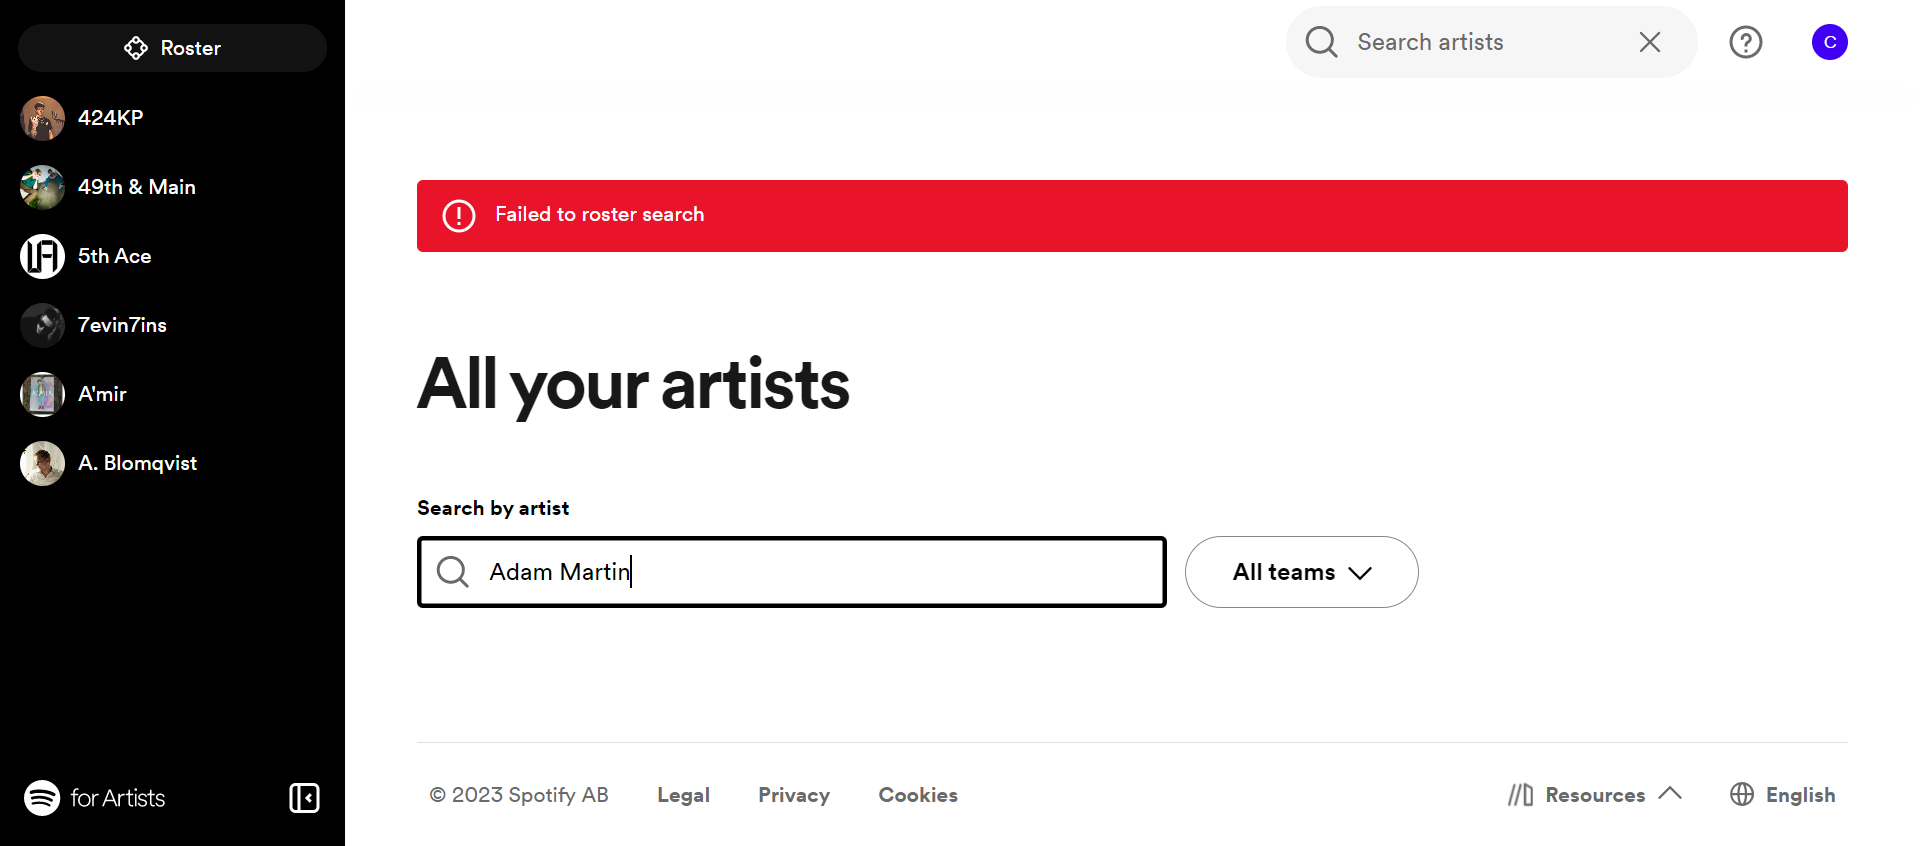 Roster
424KP
49th & Main
5th Ace
7evin7ins
A'mir
A. Blomqvist
for Artists
Search artists
C
Failed to roster search
All your artists
Search by artist
Adam Martin
All teams
© 2023 Spotify AB
Legal
Privacy
Cookies
Resources
English